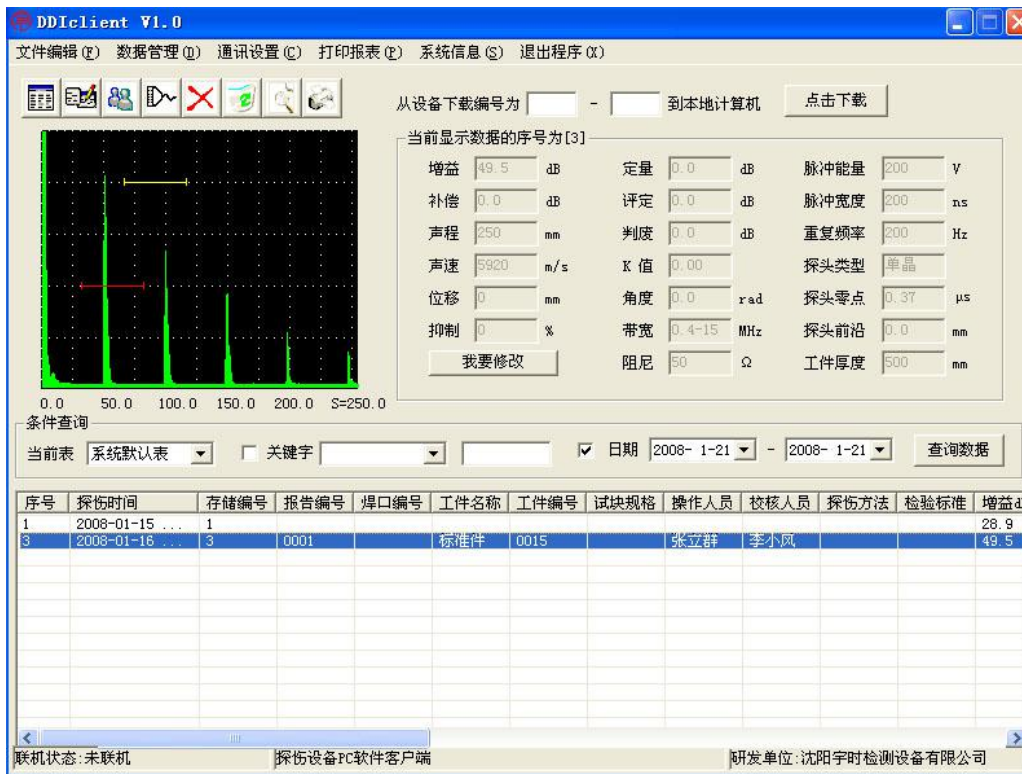 DDIclient V1.0
文件编辑(F) 数据管理(D) 通讯设置(C) 打印报表(P) 系统信息(S) 退出程序(X)
从设备下载编号为 - 到本地计算机 点击下载
当前显示数据的序号为[3]
增益 49.5 dB 定量 0.0 dB 脉冲能量 200 V
补偿 0.0 dB 评定 0.0 dB 脉冲宽度 200 ns
声程 250 mm 判废 0.0 dB 重复频率 200 Hz
声速 5920 m/s K 值 0.00 探头类型 单晶
位移 0 mm 角度 0.0 rad 探头零点 0.37 μs
抑制 0 % 带宽 0.4-15 MHz 探头前沿 0.0 mm
我要修改 阻尼 50 Ω 工件厚度 500 mm
0.0 50.0 100.0 150.0 200.0 S=250.0
条件查询
当前表 系统默认表 关键字 日期 2008- 1-21 - 2008- 1-21 查询数据
序号 探伤时间 存储编号 报告编号 焊口编号 工件名称 工件编号 试块规格 操作人员 校核人员 探伤方法 检验标准 增益d
1 2008-01-15 ... 1 28.9
3 2008-01-16 ... 3 0001 标准件 0015 张立群 李小风 49.5
联机状态:未联机 探伤设备PC软件客户端 研发单位:沈阳宇时检测设备有限公司